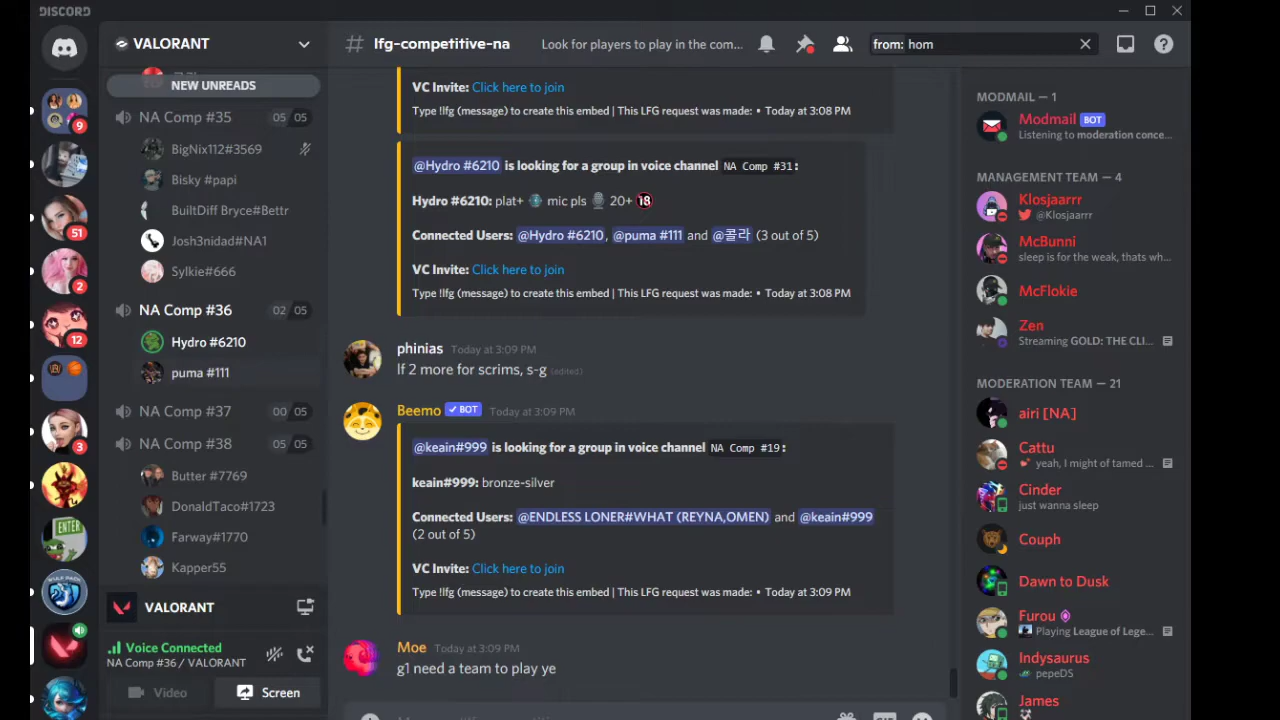 DISCORD
VALORANT
NEW UNREADS
NA Comp #35
05 05
BigNix112#3569
Bisky #papi
BuiltDiff Bryce#Bettr
Josh3nidad#NA1
Sylkie#666
NA Comp #36
02 05
Hydro #6210
puma #111
NA Comp #37
00 05
NA Comp #38
05 05
Butter #7769
DonaldTaco#1723
Farway#1770
Kapper55
VALORANT
Voice Connected
NA Comp #36 / VALORANT
Video
Screen
9
51
2
12
3
ENTER
# lfg-competitive-na
Look for players to play in the com...
from: hom
VC Invite: Click here to join
Type !lfg (message) to create this embed | This LFG request was made: • Today at 3:08 PM
@Hydro #6210 is looking for a group in voice channel NA Comp #31:
Hydro #6210: plat+ mic pls 20+ 18
Connected Users: @Hydro #6210, @puma #111 and @콜라 (3 out of 5)
VC Invite: Click here to join
Type !lfg (message) to create this embed | This LFG request was made: • Today at 3:08 PM
phinias Today at 3:09 PM
lf 2 more for scrims, s-g (edited)
Beemo BOT Today at 3:09 PM
@keain#999 is looking for a group in voice channel NA Comp #19:
keain#999: bronze-silver
Connected Users: @ENDLESS LONER#WHAT (REYNA,OMEN) and @keain#999
(2 out of 5)
VC Invite: Click here to join
Type !lfg (message) to create this embed | This LFG request was made: • Today at 3:09 PM
Moe Today at 3:09 PM
g1 need a team to play ye
MODMAIL — 1
Modmail BOT
Listening to moderation conce...
MANAGEMENT TEAM — 4
Klosjaarrr
@Klosjaarrr
McBunni
sleep is for the weak, thats wh...
McFlokie
Zen
Streaming GOLD: THE CLI...
MODERATION TEAM — 21
airi [NA]
Cattu
yeah, I might of tamed ...
Cinder
just wanna sleep
Couph
Dawn to Dusk
Furou
Playing League of Lege...
Indysaurus
pepeDS
James